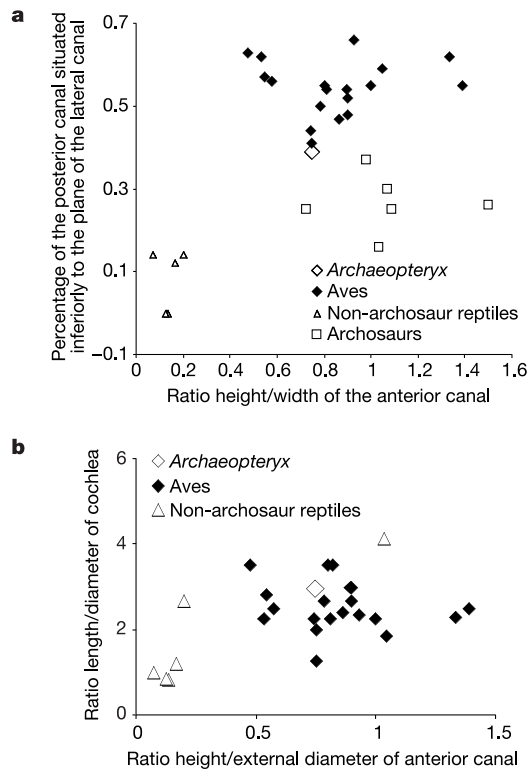 a
Percentage of the posterior canal situated
inferiorly to the plane of the lateral canal
0.7
0.5
0.3
0.1
−0.1
Archaeopteryx
Aves
Non-archosaur reptiles
Archosaurs
0 0.2 0.4 0.6 0.8 1 1.2 1.4 1.6
Ratio height/width of the anterior canal
b
Ratio length/diameter of cochlea
6
4
2
0
Archaeopteryx
Aves
Non-archosaur reptiles
0 0.5 1 1.5
Ratio height/external diameter of anterior canal